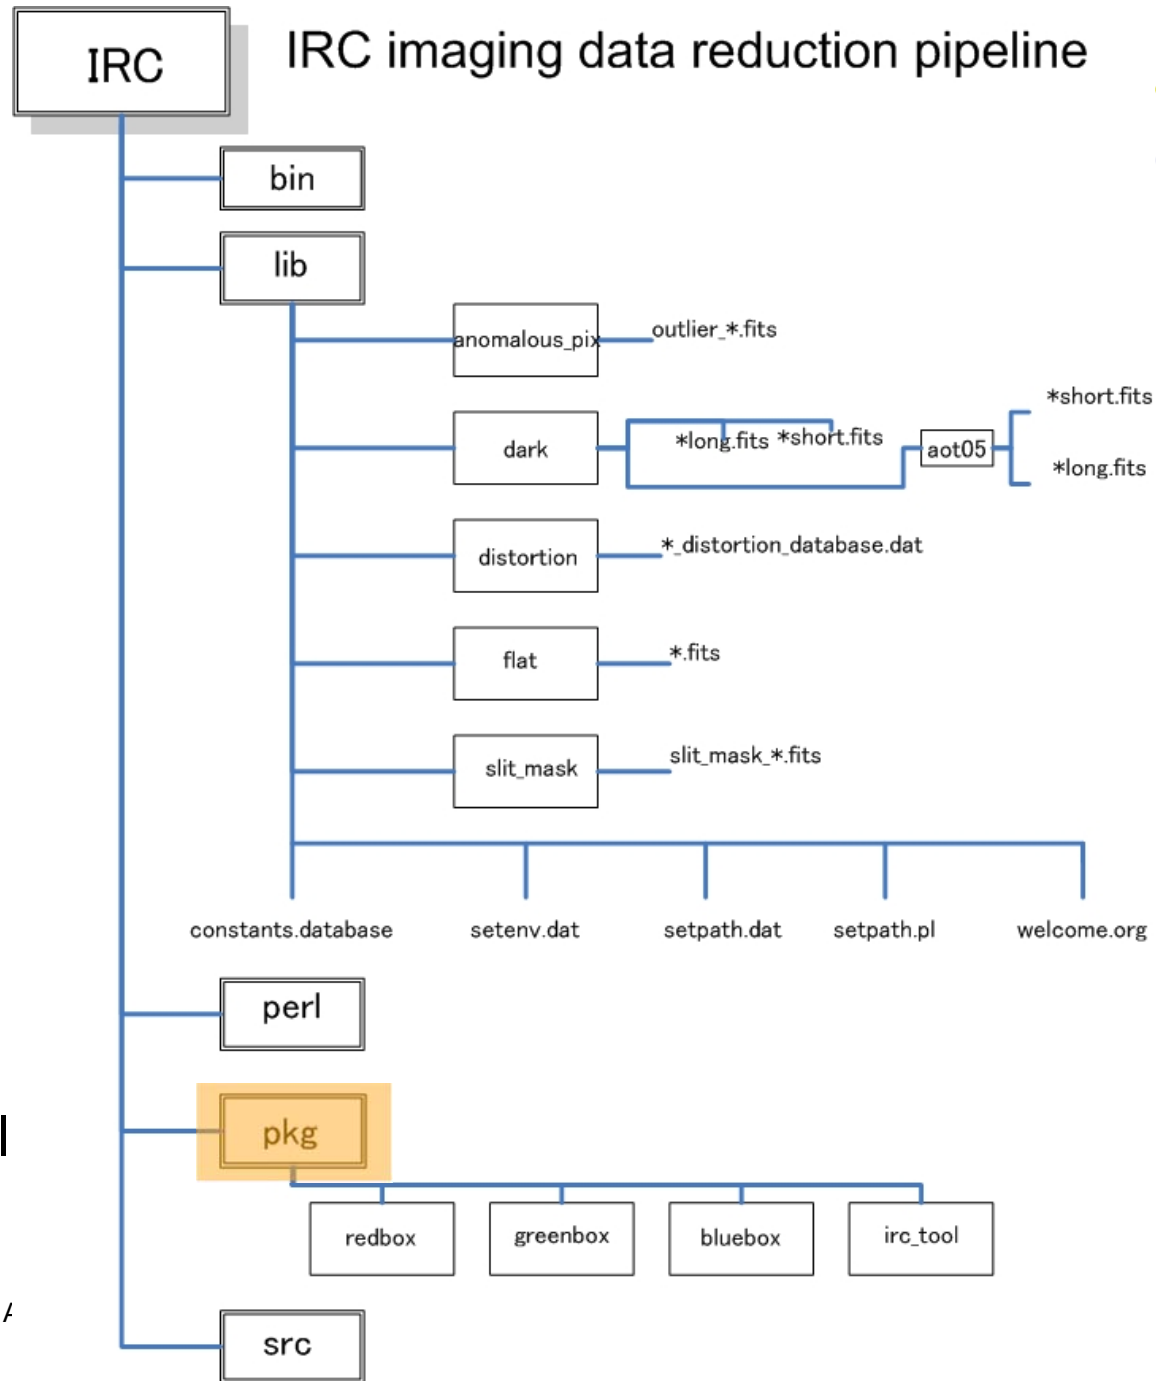 IRC
IRC imaging data reduction pipeline
bin
lib
anomalous_pix
outlier_*.fits
dark
*long.fits
*short.fits
aot05
*short.fits
*long.fits
distortion
*_distortion_database.dat
flat
*.fits
slit_mask
slit_mask_*.fits
constants.database
setenv.dat
setpath.dat
setpath.pl
welcome.org
perl
pkg
redbox
greenbox
bluebox
irc_tool
src